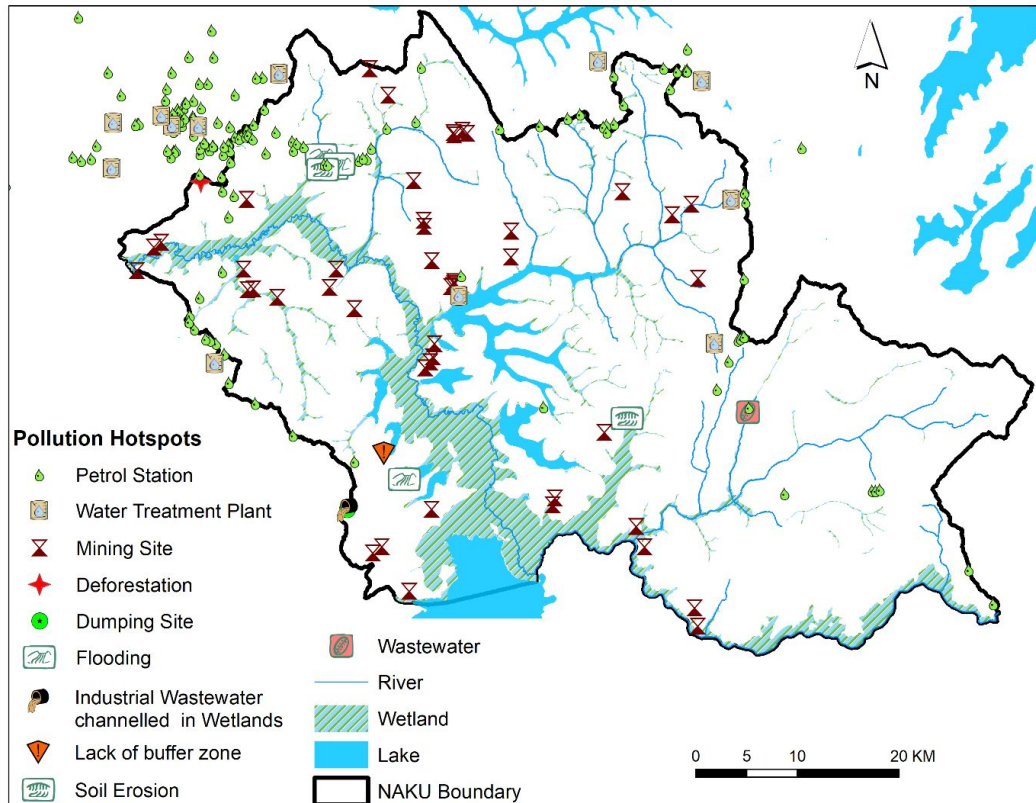 N
Pollution Hotspots
Petrol Station
Water Treatment Plant
Mining Site
Deforestation
Dumping Site
Flooding
Industrial Wastewater
channelled in Wetlands
Lack of buffer zone
Soil Erosion
Wastewater
River
Wetland
Lake
NAKU Boundary
0 5 10 20 KM